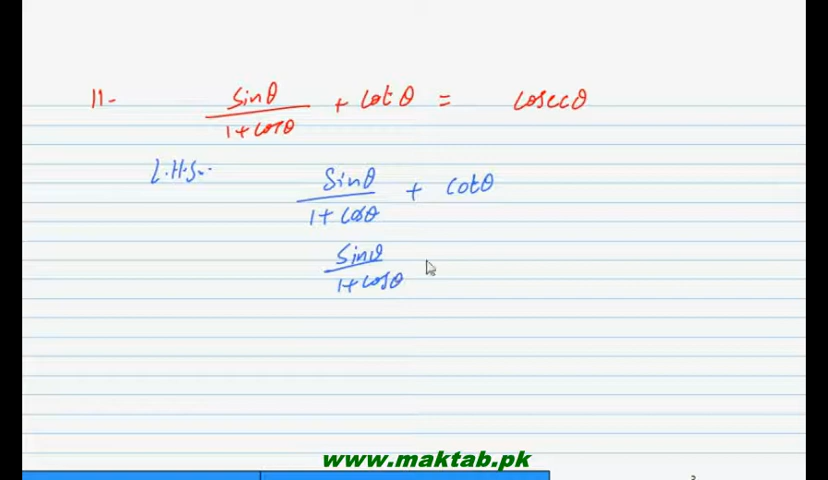 11- sinθ/(1+cosθ) + cotθ = cosecθ
L.H.S:- sinθ/(1+cosθ) + cotθ
sinθ/(1+cosθ)
www.maktab.pk